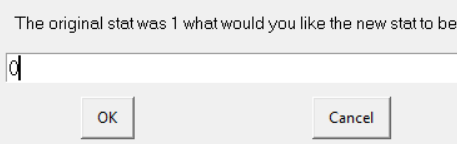 The original stat was 1 what would you like the new stat to be
0
OK
Cancel